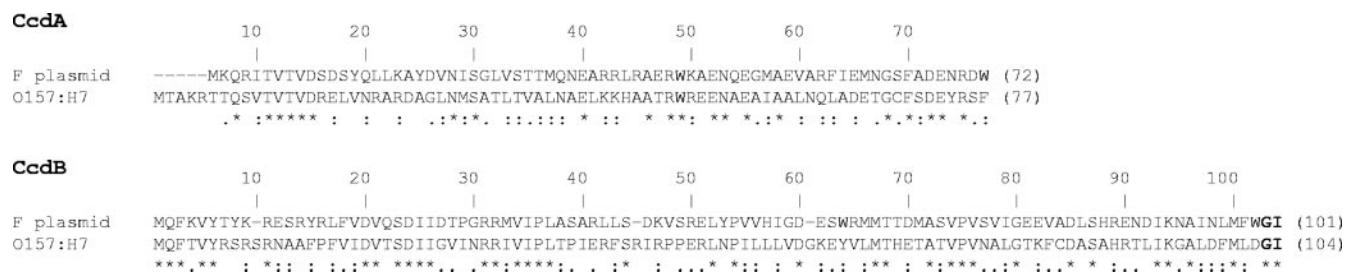 CcdA
10 20 30 40 50 60 70
| | | | | | |
F plasmid -----MKQRITVTVDSDSYQLLKAYDVNISGLVSTTMQNEARRLRAERWKAENQEGMAEVARFIEMNGSFADENRDW (72)
O157:H7 MTAKRTTQSVTVTVDRELVNRARDAGLNMSATLTVALNAELKKHAATRWREENAEAIAALNQLADETGCFSDEYRSF (77)
.* :**** : : : .::*:*. ::.::: * :: * ** : ** :. :* :: : :.*.:** : .:
CcdB
10 20 30 40 50 60 70 80 90 100
| | | | | | | | | |
F plasmid MQFKVYTYK-RESRYRLFVDVQSDIIDTPGRRMVIPLASARLLS-DKVSRELYPVVHIGD-ESWRMMTTDMASVPVSVIGEEVADLSHRENDIKNAINLMFWGI (101)
O157:H7 MQFTVYRSRSRNAAFPFVIDVTSDIIGVINRRIVIPLTPIERFSRIRPPERLNPILLLVDGKEYVLMTHETATVPVNALGTKFCDASAHRTLIKGALDFMLDGI (104)
***.** : *:: : :.:** ****.. .**:****:. . :* : ...* *:: : * :.: :** : *:***..:* :..* * :.. **.*:::*: **